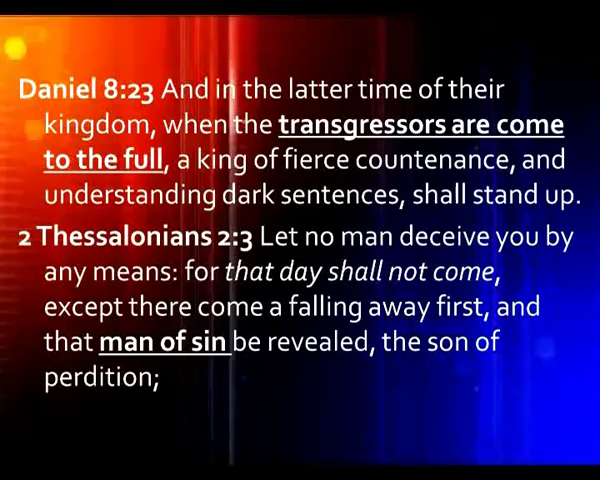 Daniel 8:23 And in the latter time of their
kingdom, when the transgressors are come
to the full, a king of fierce countenance, and
understanding dark sentences, shall stand up.
2 Thessalonians 2:3 Let no man deceive you by
any means: for that day shall not come,
except there come a falling away first, and
that man of sin be revealed, the son of
perdition;